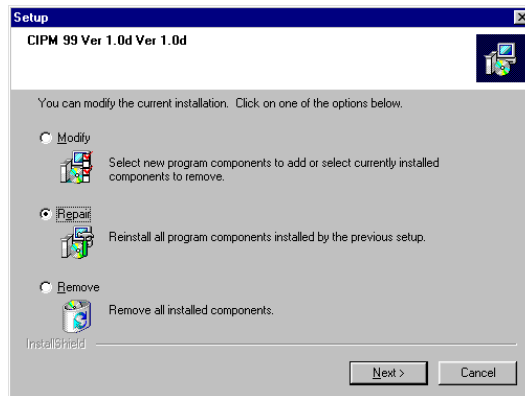 Setup
CIPM 99 Ver 1.0d Ver 1.0d
You can modify the current installation. Click on one of the options below.
Modify
Select new program components to add or select currently installed
components to remove.
Repair
Reinstall all program components installed by the previous setup.
Remove
Remove all installed components.
InstallShield
Next >
Cancel